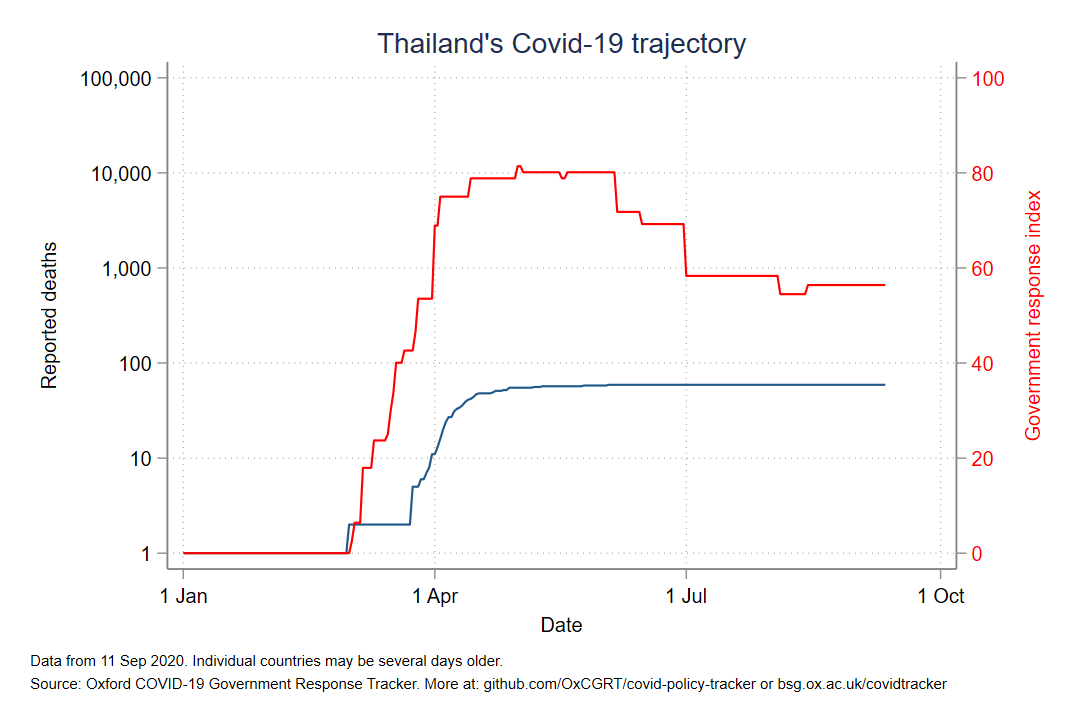 Thailand's Covid-19 trajectory
100,000
10,000
1,000
100
10
1
Reported deaths
100
80
60
40
20
0
Government response index
1 Jan
1 Apr
1 Jul
1 Oct
Date
Data from 11 Sep 2020. Individual countries may be several days older.
Source: Oxford COVID-19 Government Response Tracker. More at: github.com/OxCGRT/covid-policy-tracker or bsg.ox.ac.uk/covidtracker